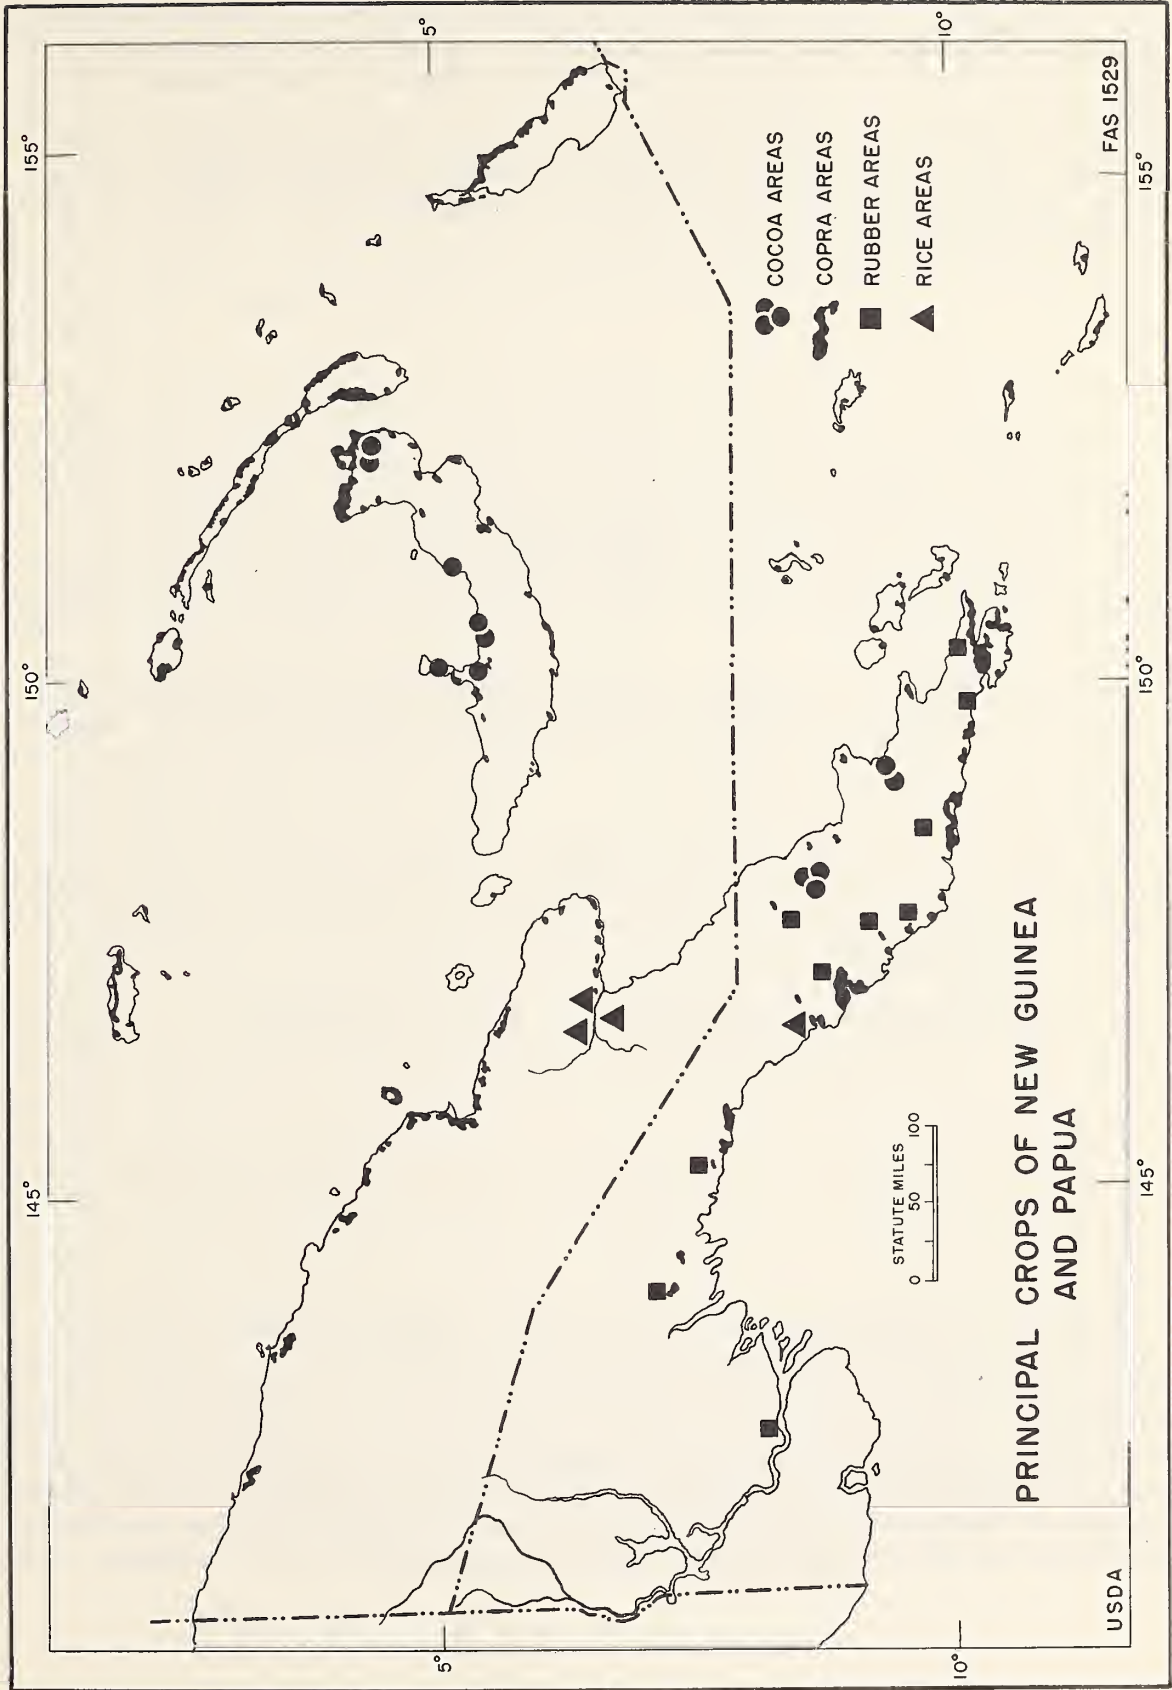 145°
150°
155°
5°
5°
10°
10°
COCOA AREAS
COPRA AREAS
RUBBER AREAS
RICE AREAS
STATUTE MILES
0 50 100
PRINCIPAL CROPS OF NEW GUINEA
AND PAPUA
USDA
145°
150°
155°
FAS 1529